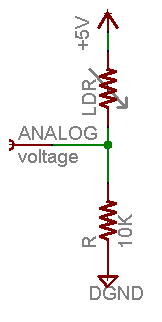 +5V
LDR
ANALOG
voltage
R
10K
DGND